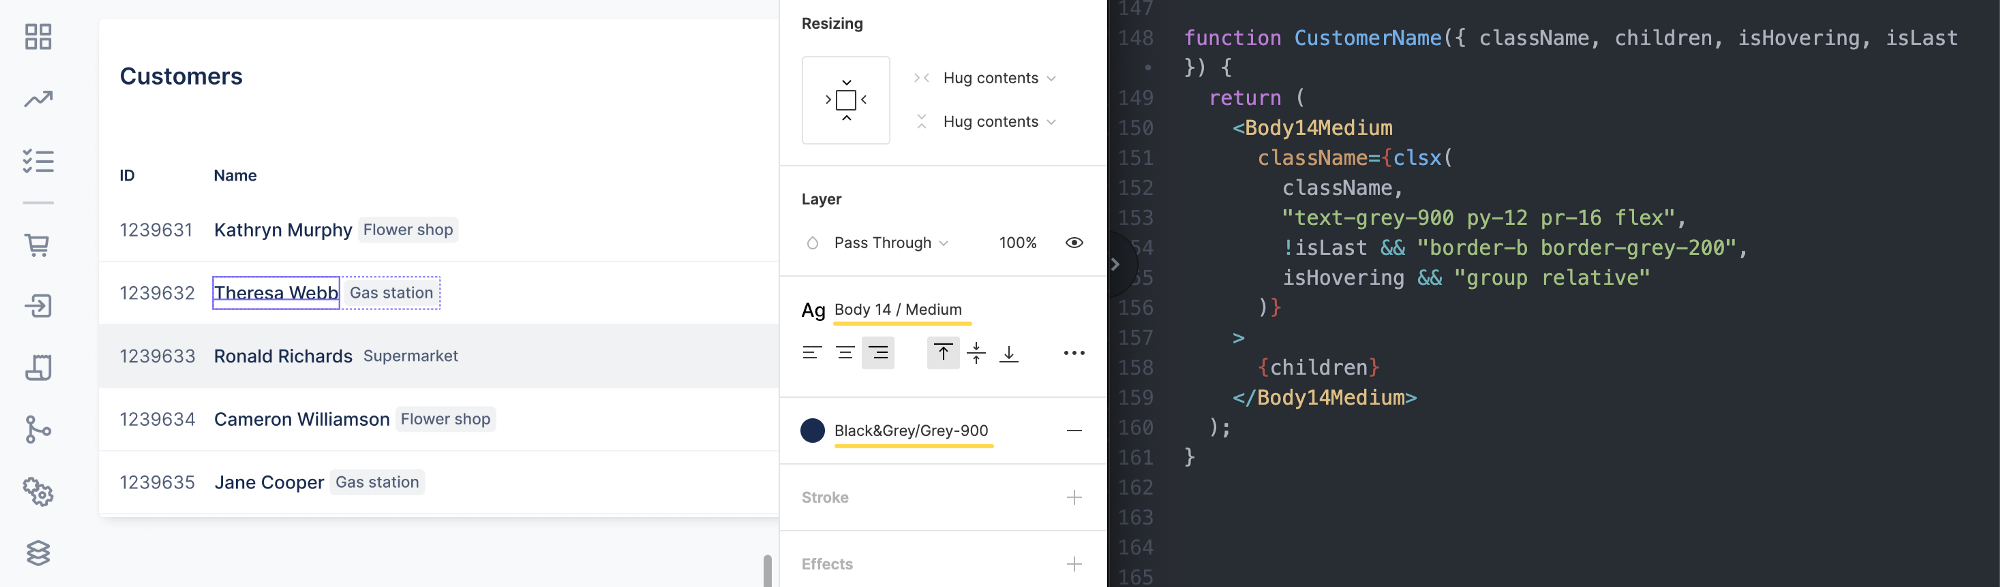 Customers
ID Name
1239631 Kathryn Murphy Flower shop
1239632 Theresa Webb Gas station
1239633 Ronald Richards Supermarket
1239634 Cameron Williamson Flower shop
1239635 Jane Cooper Gas station
Resizing
Hug contents
Hug contents
Layer
Pass Through 100%
Ag Body 14 / Medium
Black&Grey/Grey-900
Stroke
Effects
147
148 function CustomerName({ className, children, isHovering, isLast
}) {
149 return (
150 <Body14Medium
151 className={clsx(
152 className,
153 "text-grey-900 py-12 pr-16 flex",
54 !isLast && "border-b border-grey-200",
55 isHovering && "group relative"
156 )}
157 >
158 {children}
159 </Body14Medium>
160 );
161 }
162
163
164
165